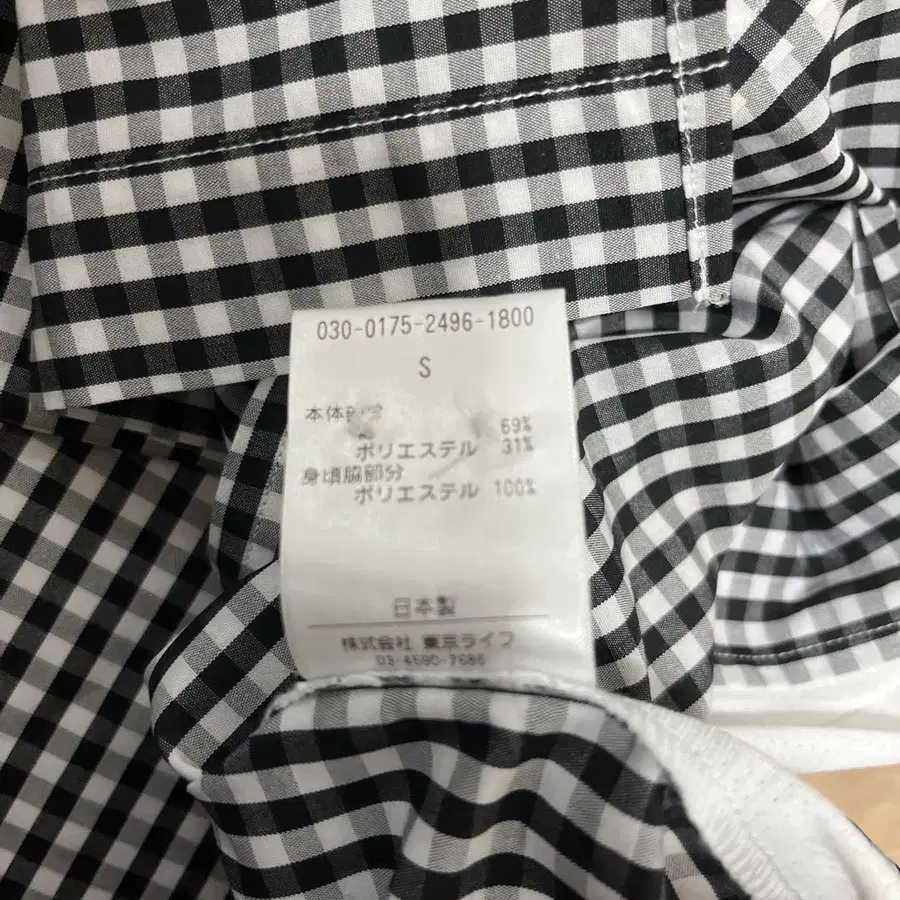 030-0175-2496-1800
S
本体
69%
ポリエステル 31%
身頃脇部分
ポリエステル 100%
日本製
株式会社 東京ライフ
03-4590-7686